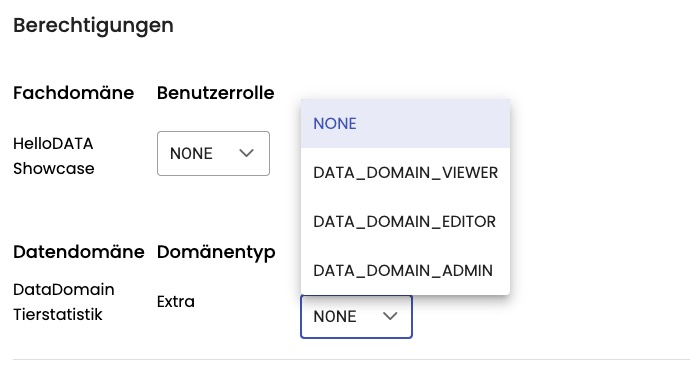 Berechtigungen
Fachdomäne Benutzerrolle
HelloDATA
Showcase
NONE
NONE
DATA_DOMAIN_VIEWER
DATA_DOMAIN_EDITOR
DATA_DOMAIN_ADMIN
Datendomäne Domänentyp
DataDomain
Tierstatistik
Extra
NONE